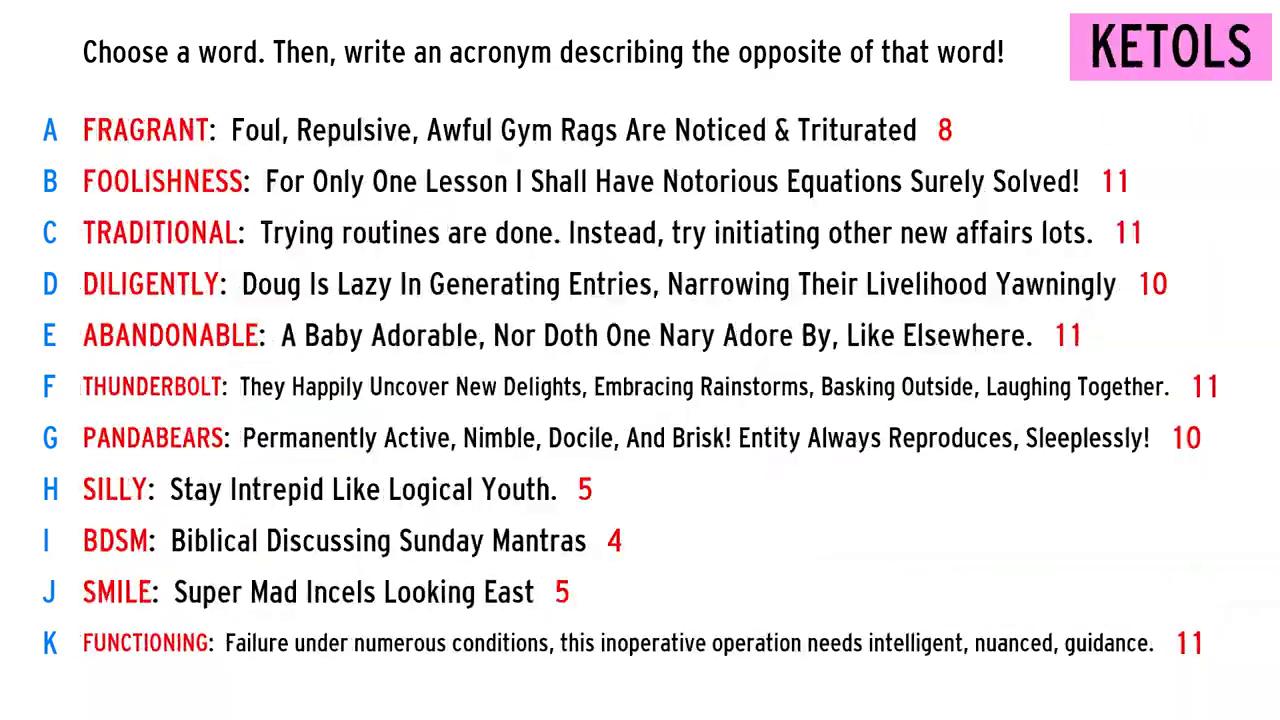 Choose a word. Then, write an acronym describing the opposite of that word!
KETOLS
A FRAGRANT: Foul, Repulsive, Awful Gym Rags Are Noticed & Triturated 8
B FOOLISHNESS: For Only One Lesson I Shall Have Notorious Equations Surely Solved! 11
C TRADITIONAL: Trying routines are done. Instead, try initiating other new affairs lots. 11
D DILIGENTLY: Doug Is Lazy In Generating Entries, Narrowing Their Livelihood Yawningly 10
E ABANDONABLE: A Baby Adorable, Nor Doth One Nary Adore By, Like Elsewhere. 11
F THUNDERBOLT: They Happily Uncover New Delights, Embracing Rainstorms, Basking Outside, Laughing Together. 11
G PANDABEARS: Permanently Active, Nimble, Docile, And Brisk! Entity Always Reproduces, Sleeplessly! 10
H SILLY: Stay Intrepid Like Logical Youth. 5
I BDSM: Biblical Discussing Sunday Mantras 4
J SMILE: Super Mad Incels Looking East 5
K FUNCTIONING: Failure under numerous conditions, this inoperative operation needs intelligent, nuanced, guidance. 11